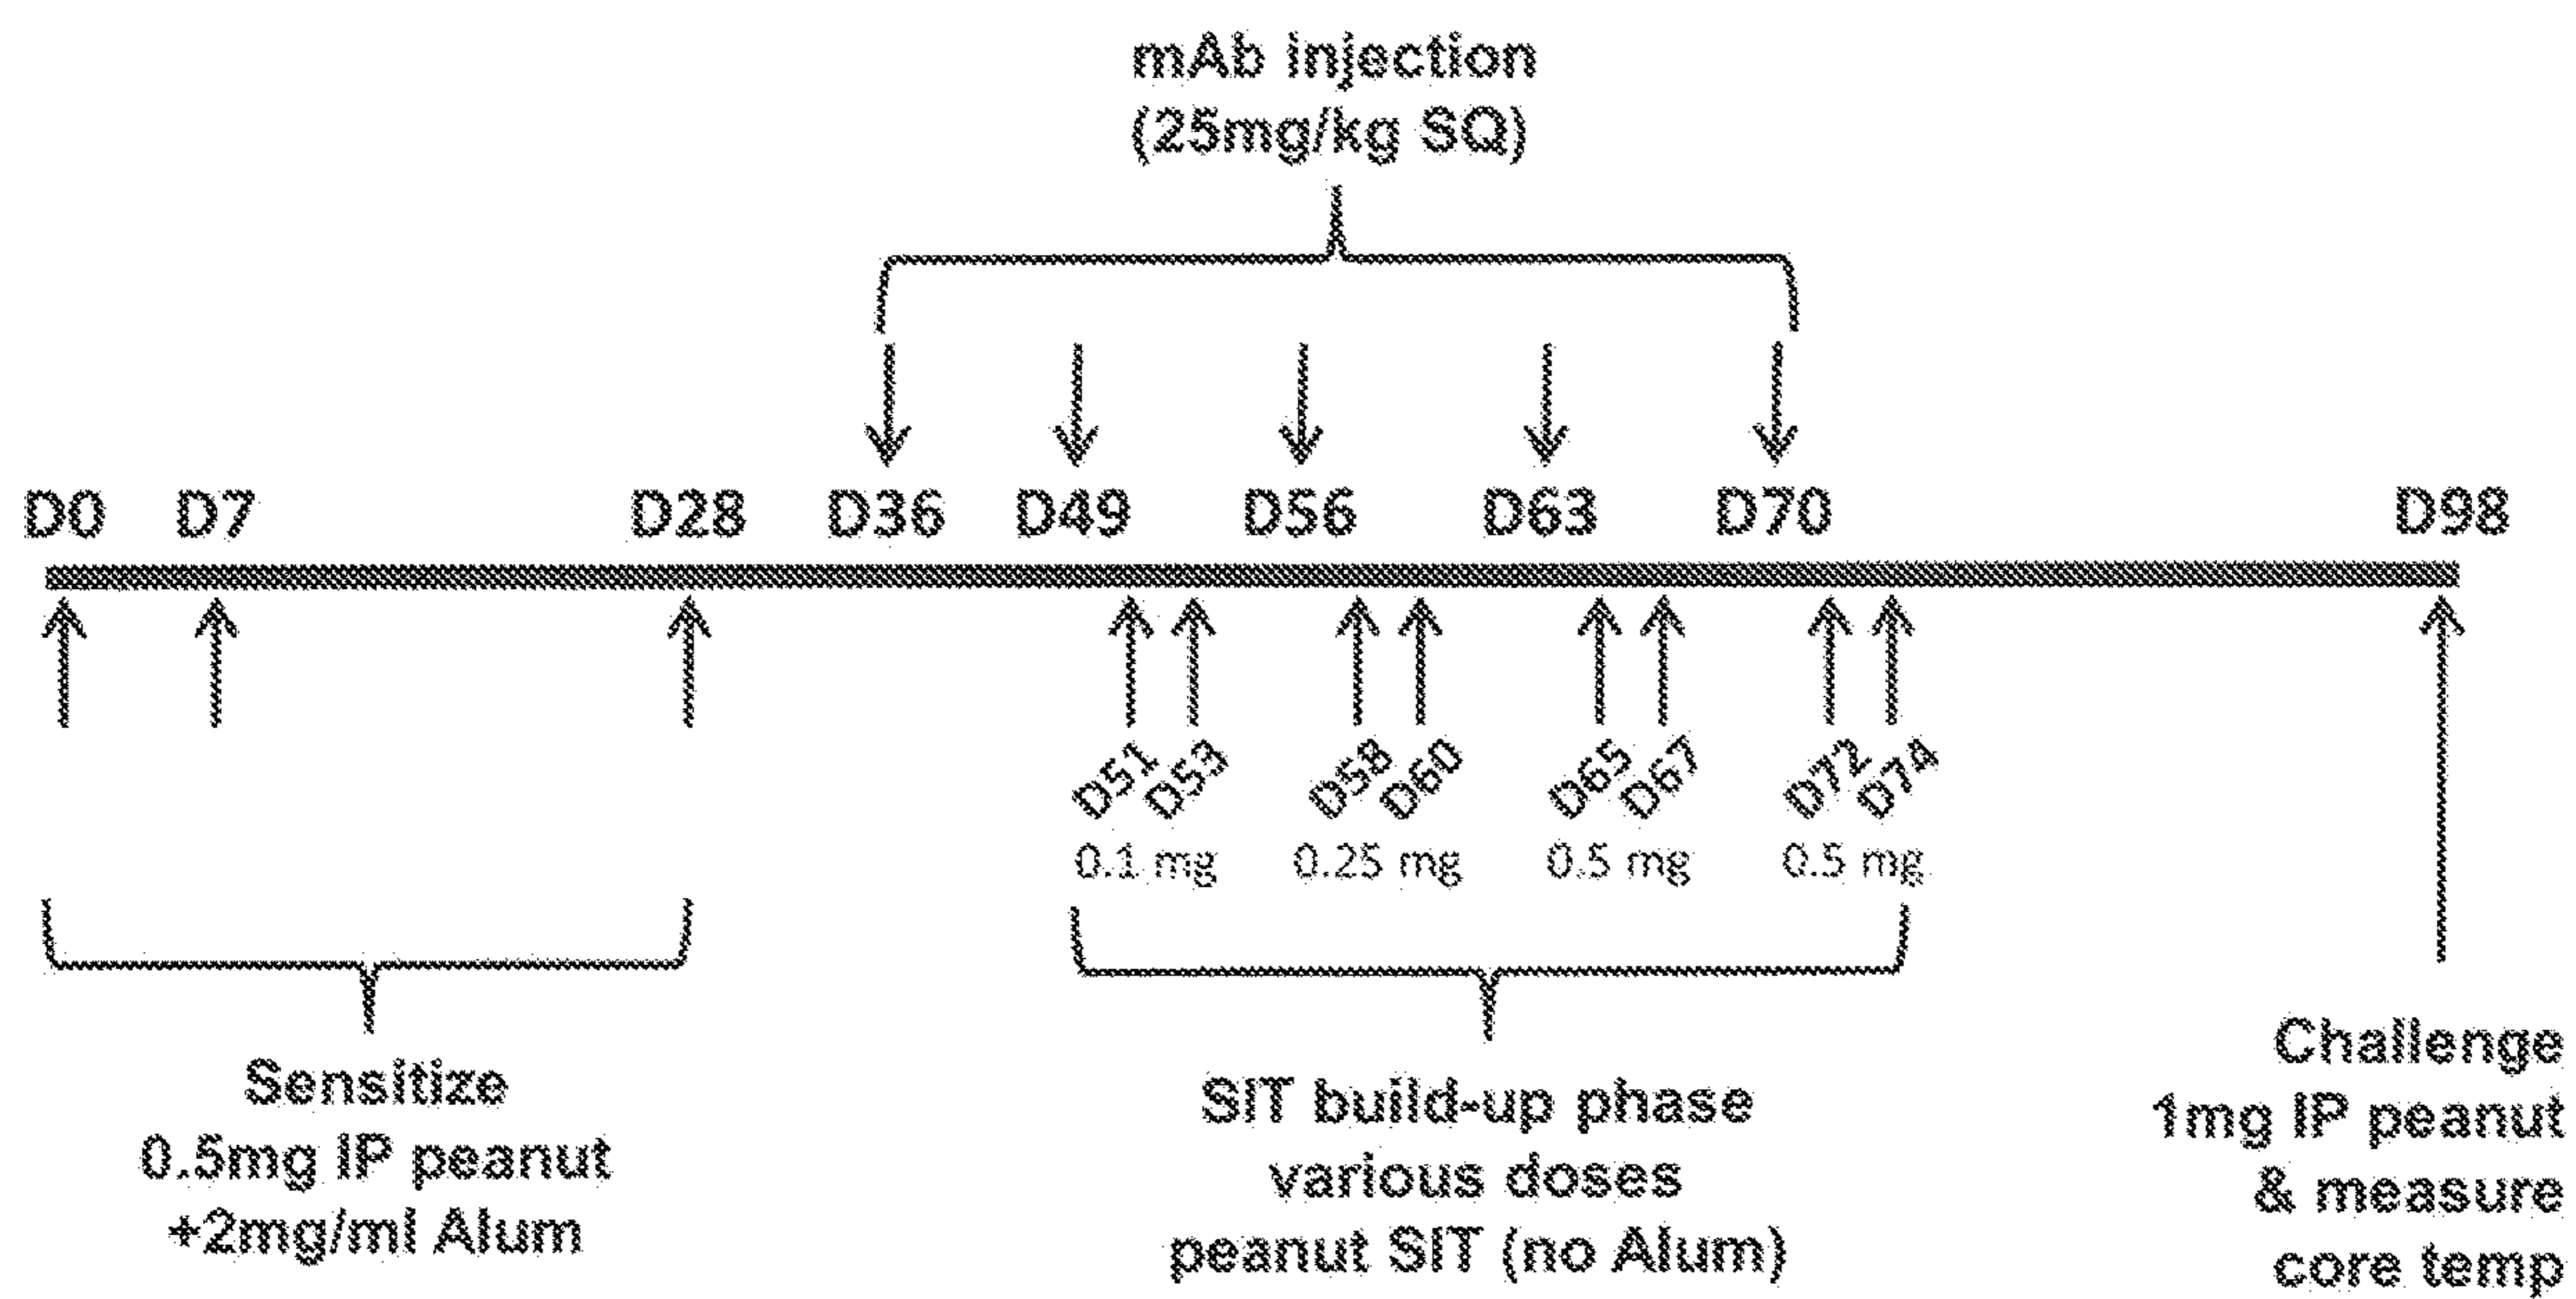 mAb injection
(25mg/kg SQ)
D0 D7 D28 D36 D49 D56 D63 D70 D98
D51 D53 D58 D60 D65 D67 D72 D74
0.1 mg 0.25 mg 0.5 mg 0.5 mg
Sensitize
0.5mg IP peanut
+2mg/ml Alum
SIT build-up phase
various doses
peanut SIT (no Alum)
Challenge
1mg IP peanut
& measure
core temp